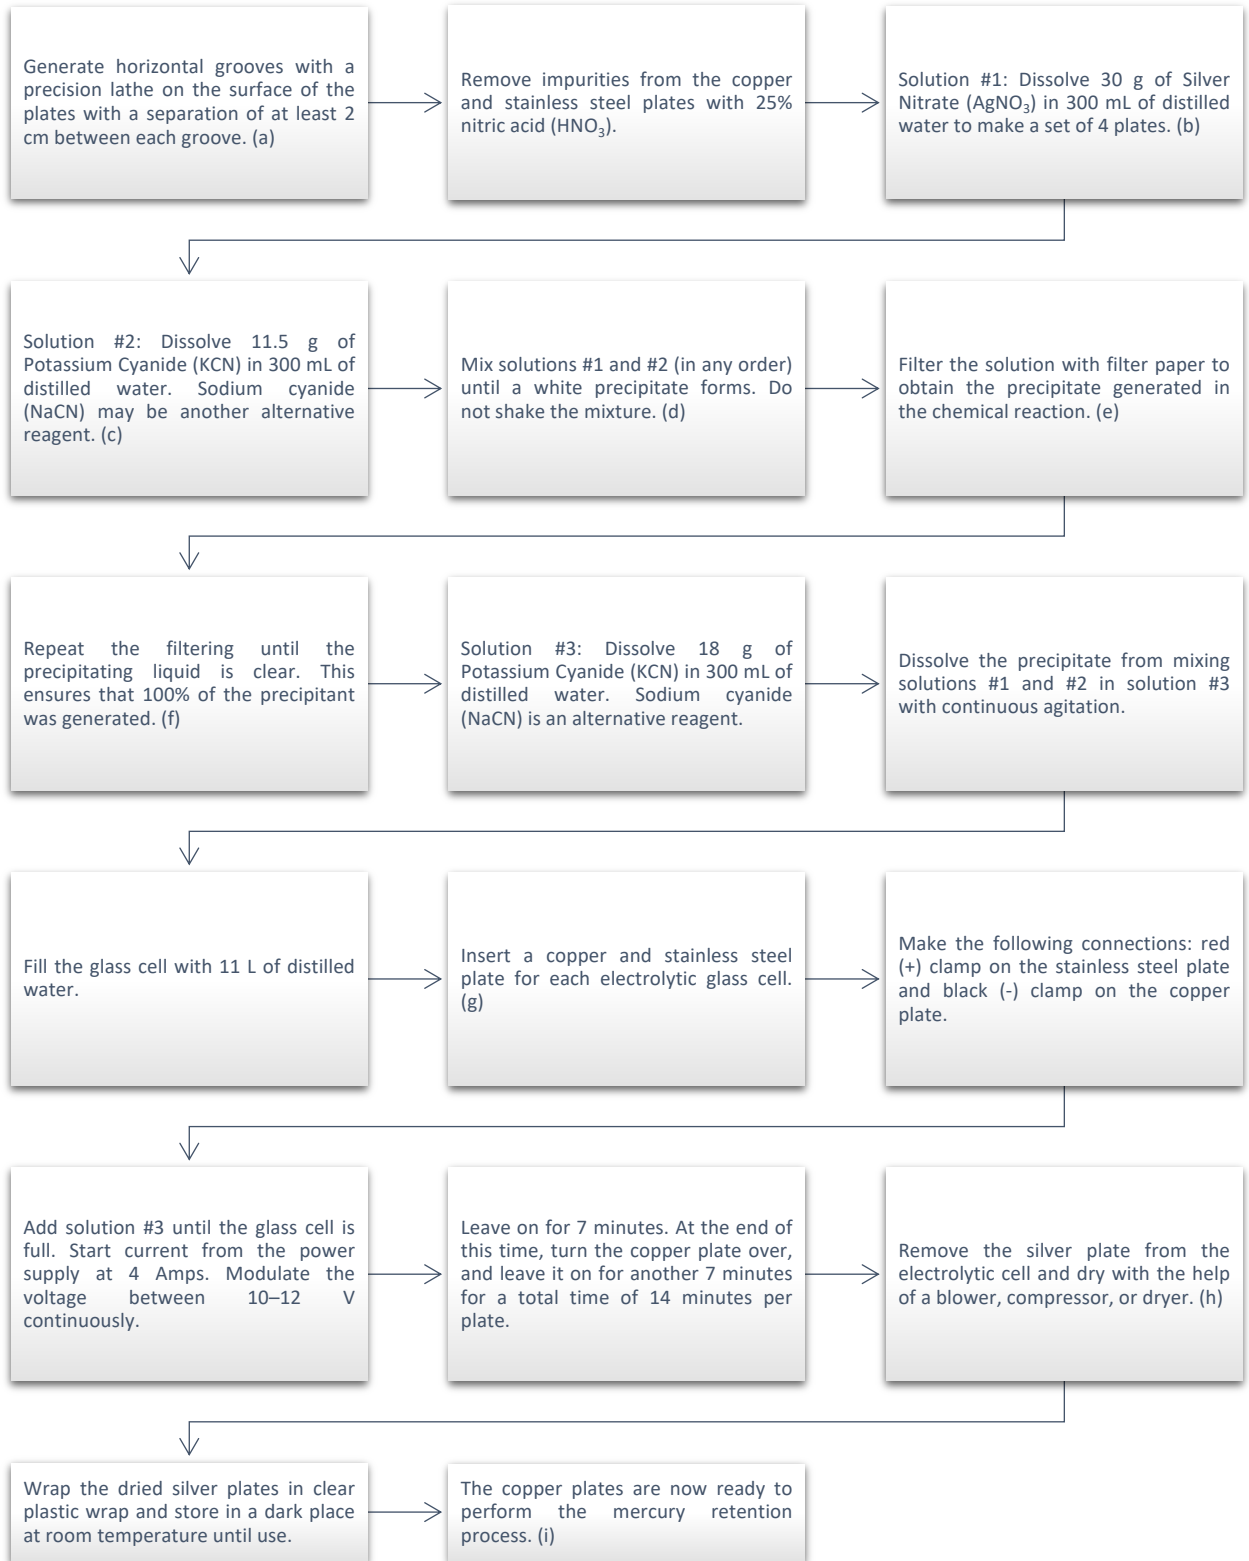 Generate horizontal grooves with a
precision lathe on the surface of the
plates with a separation of at least 2
cm between each groove. (a)
Remove impurities from the copper
and stainless steel plates with 25%
nitric acid (HNO₃).
Solution #1: Dissolve 30 g of Silver
Nitrate (AgNO₃) in 300 mL of distilled
water to make a set of 4 plates. (b)
Solution #2: Dissolve 11.5 g of
Potassium Cyanide (KCN) in 300 mL of
distilled water. Sodium cyanide
(NaCN) may be another alternative
reagent. (c)
Mix solutions #1 and #2 (in any order)
until a white precipitate forms. Do
not shake the mixture. (d)
Filter the solution with filter paper to
obtain the precipitate generated in
the chemical reaction. (e)
Repeat the filtering until the
precipitating liquid is clear. This
ensures that 100% of the precipitant
was generated. (f)
Solution #3: Dissolve 18 g of
Potassium Cyanide (KCN) in 300 mL of
distilled water. Sodium cyanide
(NaCN) is an alternative reagent.
Dissolve the precipitate from mixing
solutions #1 and #2 in solution #3
with continuous agitation.
Fill the glass cell with 11 L of distilled
water.
Insert a copper and stainless steel
plate for each electrolytic glass cell.
(g)
Make the following connections: red
(+) clamp on the stainless steel plate
and black (-) clamp on the copper
plate.
Add solution #3 until the glass cell is
full. Start current from the power
supply at 4 Amps. Modulate the
voltage between 10–12 V
continuously.
Leave on for 7 minutes. At the end of
this time, turn the copper plate over,
and leave it on for another 7 minutes
for a total time of 14 minutes per
plate.
Remove the silver plate from the
electrolytic cell and dry with the help
of a blower, compressor, or dryer. (h)
Wrap the dried silver plates in clear
plastic wrap and store in a dark place
at room temperature until use.
The copper plates are now ready to
perform the mercury retention
process. (i)